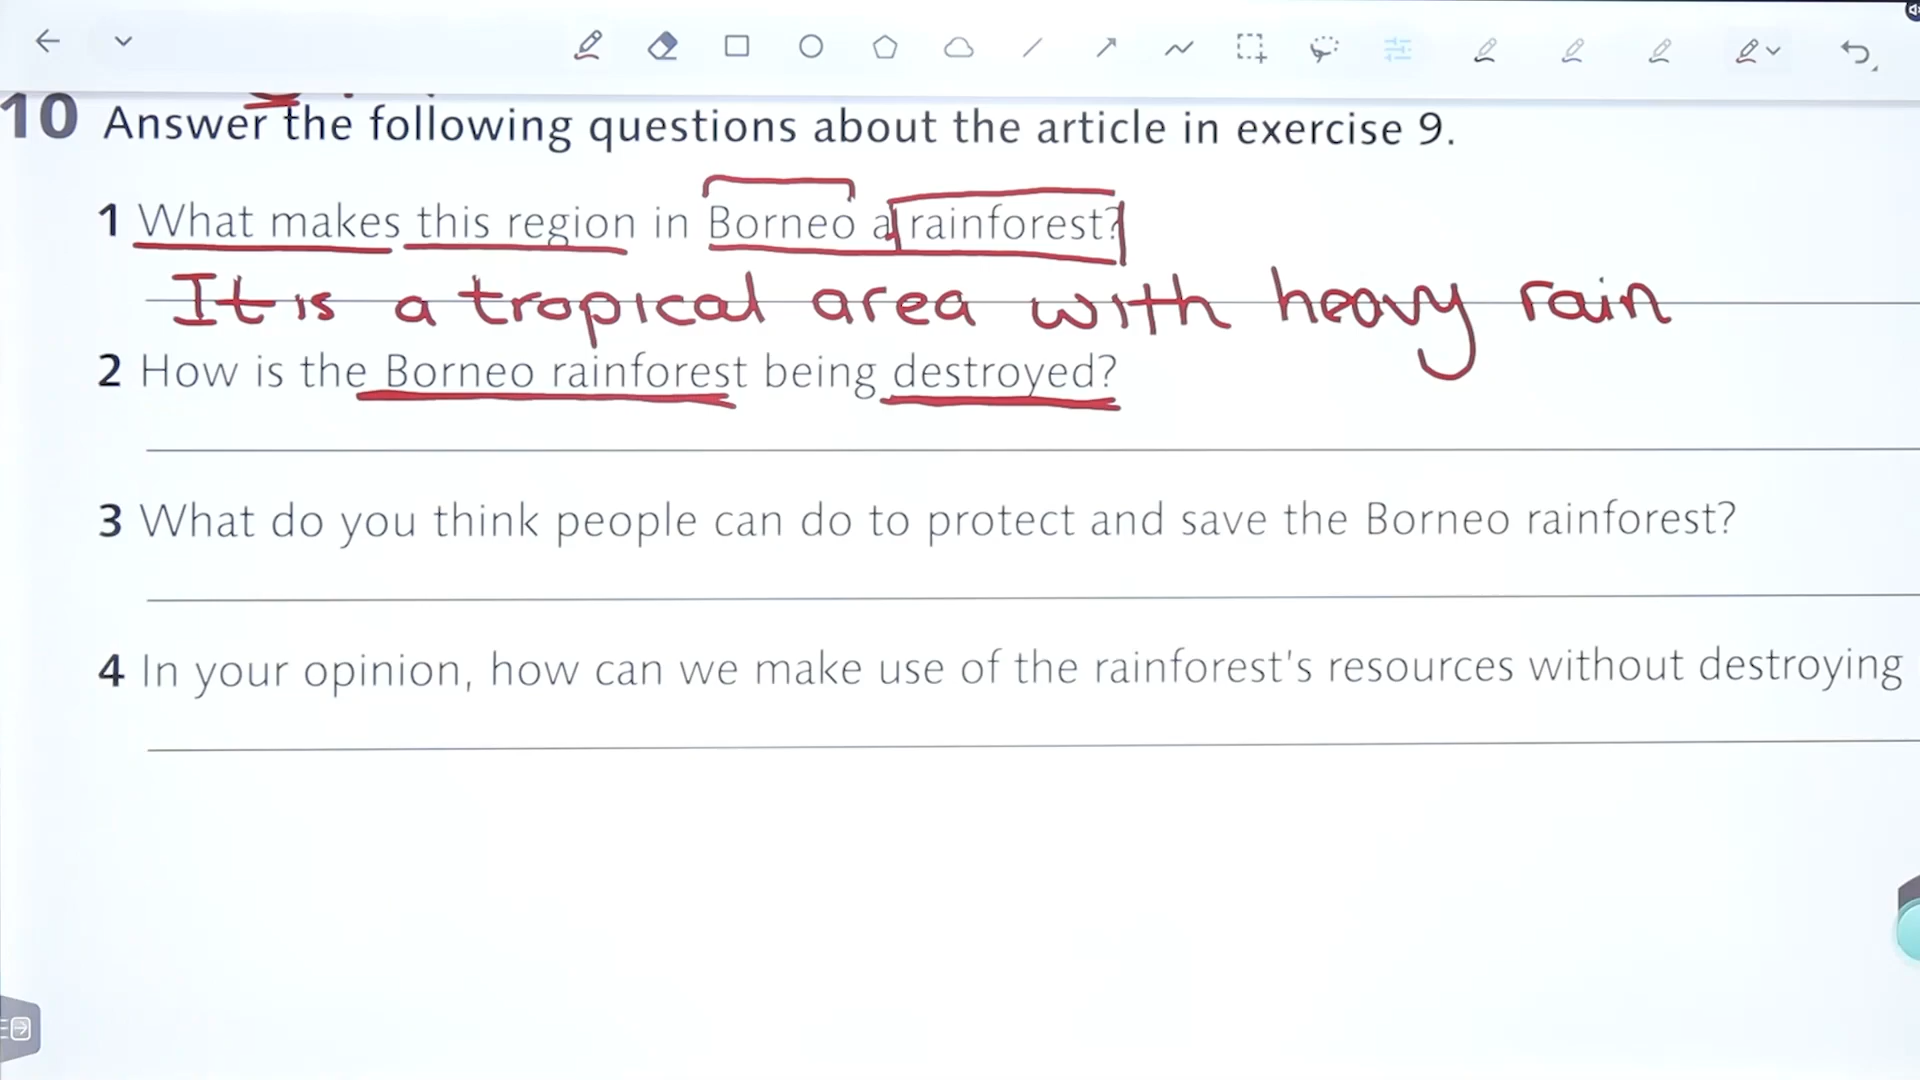 10 Answer the following questions about the article in exercise 9.
1 What makes this region in Borneo a rainforest?
It is a tropical area with heavy rain
2 How is the Borneo rainforest being destroyed?
3 What do you think people can do to protect and save the Borneo rainforest?
4 In your opinion, how can we make use of the rainforest's resources without destroying